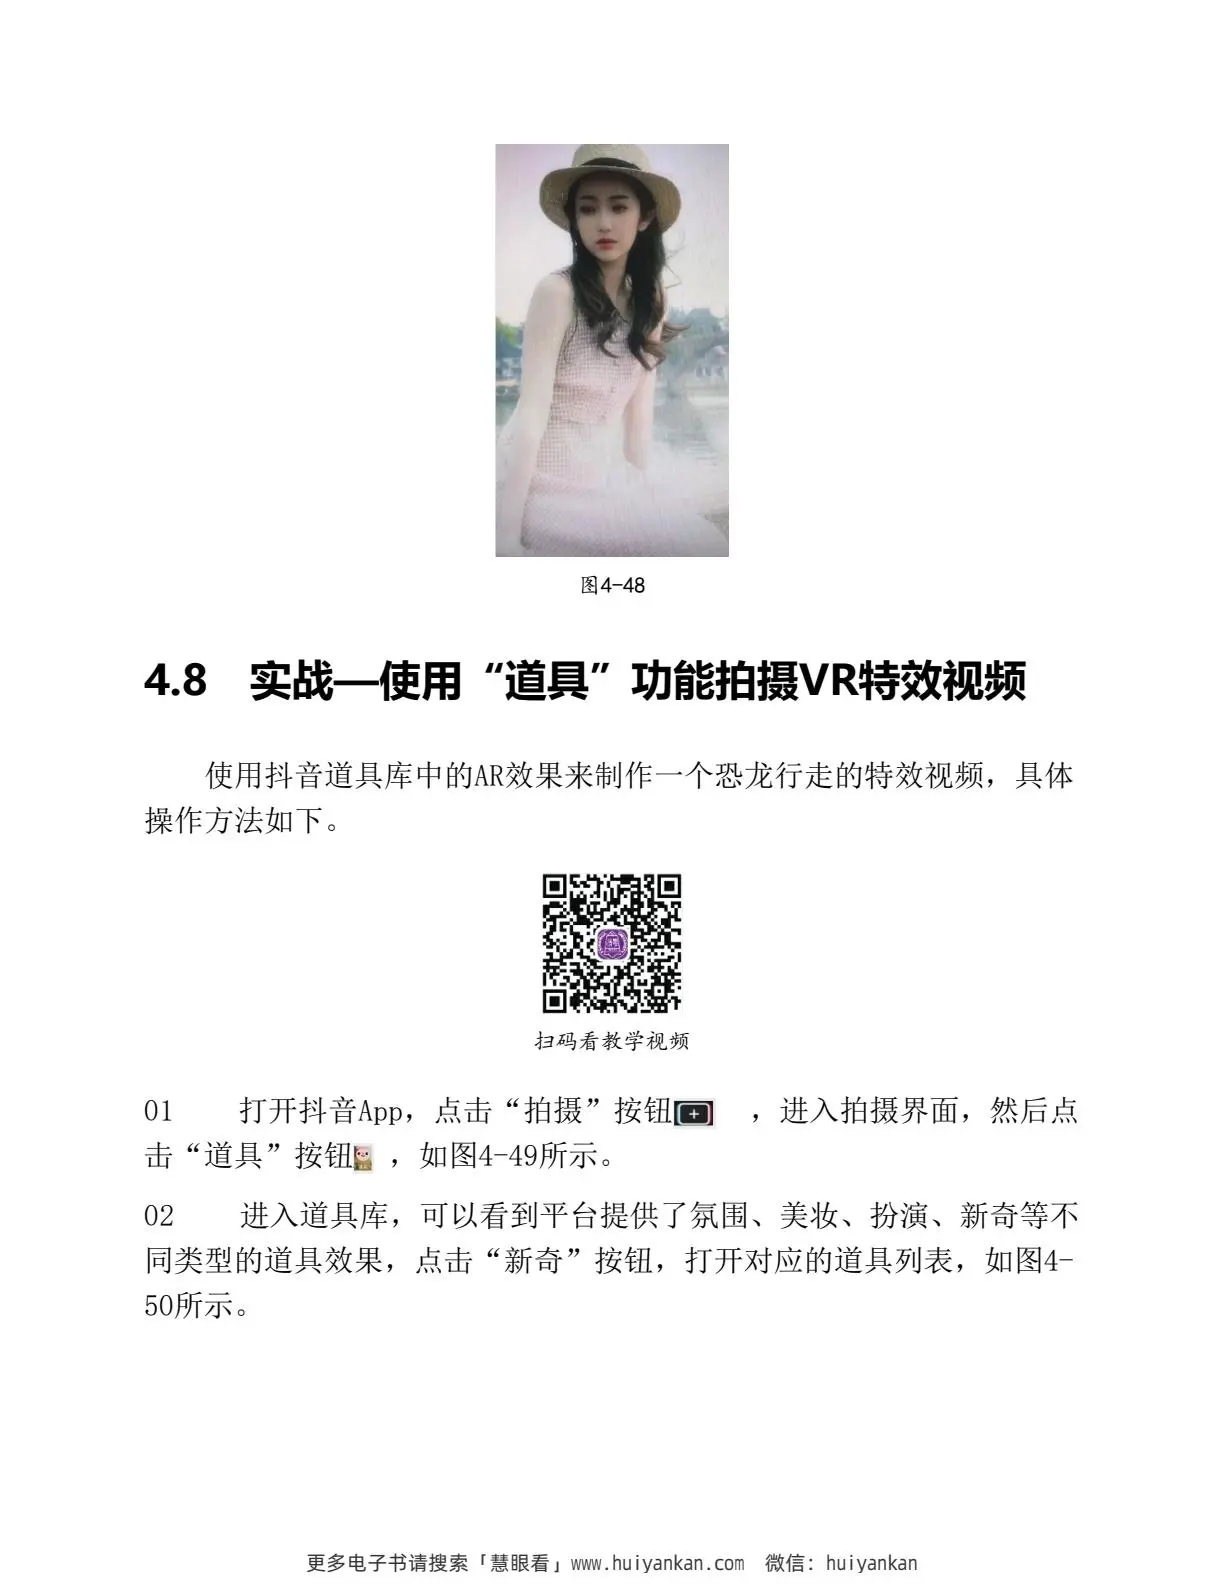 图4-48
4.8 实战—使用“道具”功能拍摄VR特效视频
使用抖音道具库中的AR效果来制作一个恐龙行走的特效视频，具体
操作方法如下。
扫码看教学视频
01 打开抖音App，点击“拍摄”按钮 ，进入拍摄界面，然后点
击“道具”按钮 ，如图4-49所示。
02 进入道具库，可以看到平台提供了氛围、美妆、扮演、新奇等不
同类型的道具效果，点击“新奇”按钮，打开对应的道具列表，如图4-
50所示。
更多电子书请搜索「慧眼看」www.huiyankan.com 微信：huiyankan